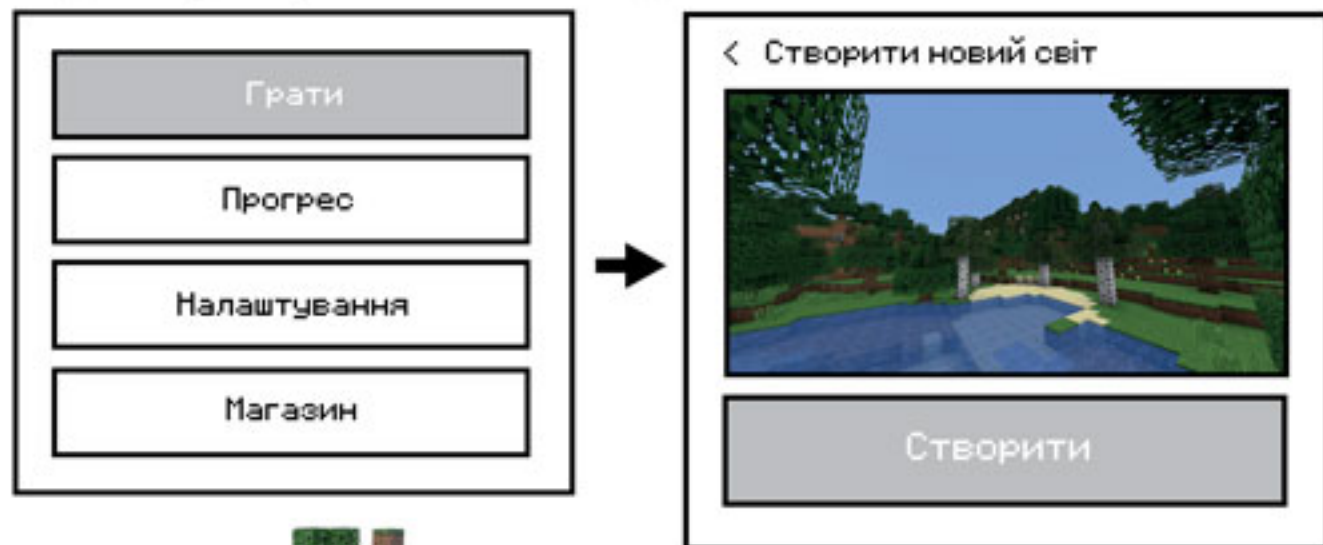 Грати
Прогрес
Налаштування
Магазин
< Створити новий світ
Створити